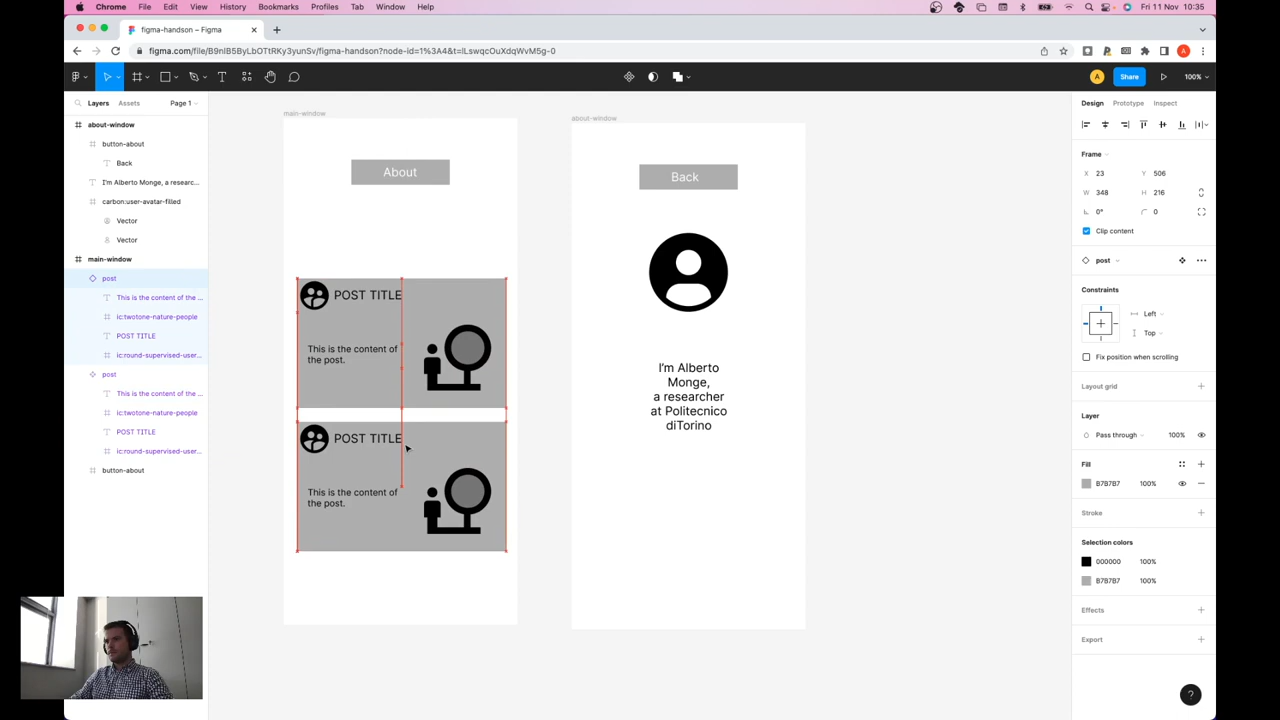 Chrome File Edit View History Bookmarks Profiles Tab Window Help Fri 11 Nov 10:35
figma-handson – Figma
figma.com/file/B9nIB5ByLbOTtRKy3yunSv/figma-handson?node-id=1%3A4&t=lLswqcOuXdqWvM5g-0
A Share 100%
Layers Assets Page 1
about-window
button-about
Back
I'm Alberto Monge, a researc...
carbon:user-avatar-filled
Vector
Vector
main-window
post
This is the content of the ...
ic:twotone-nature-people
POST TITLE
ic:round-supervised-user...
post
This is the content of the ...
ic:twotone-nature-people
POST TITLE
ic:round-supervised-user...
button-about
main-window
About
POST TITLE
This is the content of
the post.
POST TITLE
This is the content of
the post.
about-window
Back
I'm Alberto
Monge,
a researcher
at Politecnico
diTorino
Design Prototype Inspect
Frame
X 23 Y 506
W 348 H 216
0° 0
Clip content
post
Constraints
Left
Top
Fix position when scrolling
Layout grid
Layer
Pass through 100%
Fill
B7B7B7 100%
Stroke
Selection colors
000000 100%
B7B7B7 100%
Effects
Export
?